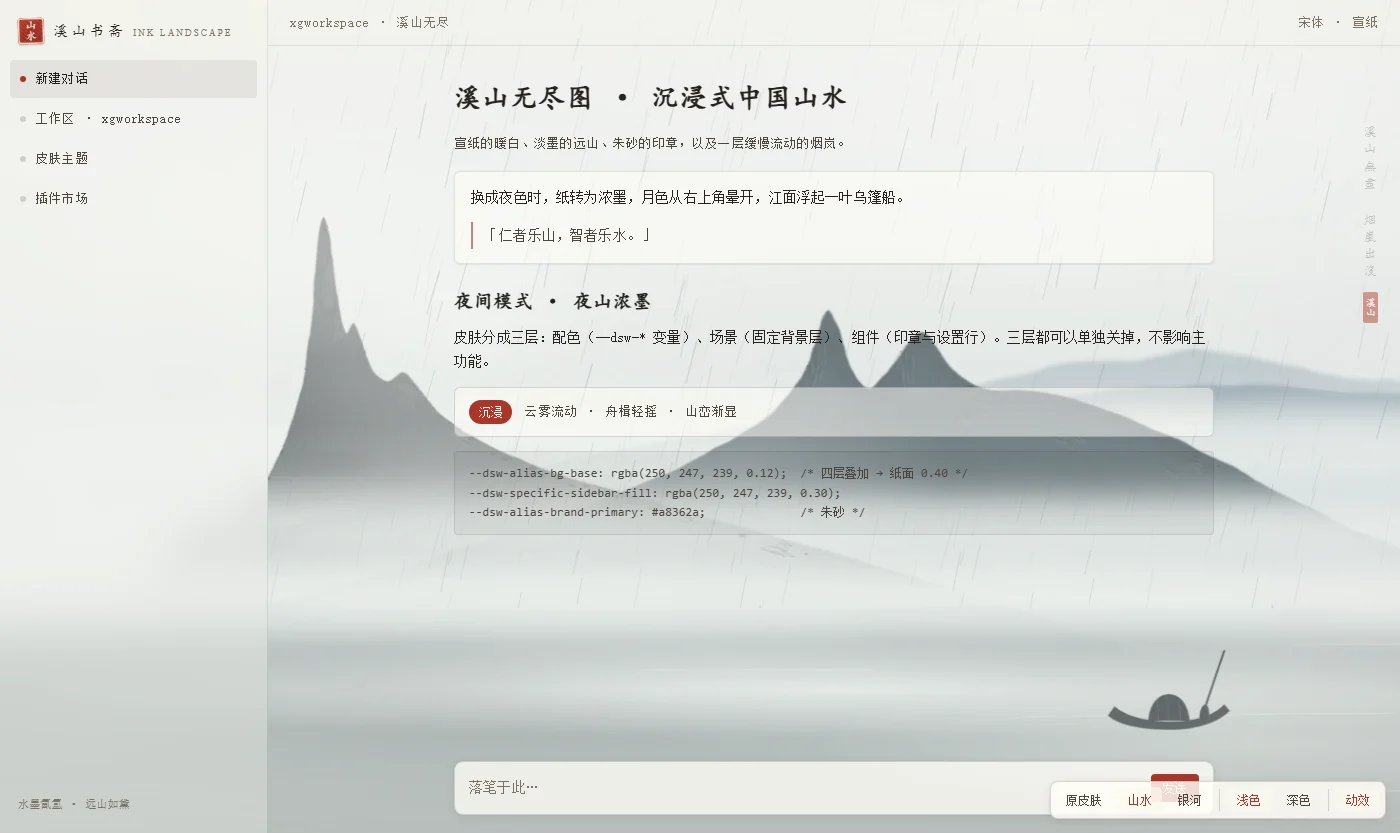 山水
溪山书斋 INK LANDSCAPE
新建对话
工作区 · xgworkspace
皮肤主题
插件市场
水墨氤氲 · 远山如黛
xgworkspace · 溪山无尽
宋体 · 宣纸
溪山无尽图 · 沉浸式中国山水
宣纸的暖白、淡墨的远山、朱砂的印章，以及一层缓慢流动的烟岚。
换成夜色时，纸转为浓墨，月色从右上角晕开，江面浮起一叶乌篷船。
「仁者乐山，智者乐水。」
夜间模式 · 夜山浓墨
皮肤分成三层：配色（—dsw-* 变量）、场景（固定背景层）、组件（印章与设置行）。三层都可以单独关掉，不影响主
功能。
沉浸 云雾流动 · 舟楫轻摇 · 山峦渐显
--dsw-alias-bg-base: rgba(250, 247, 239, 0.12); /* 四层叠加 → 纸面 0.40 */
--dsw-specific-sidebar-fill: rgba(250, 247, 239, 0.30);
--dsw-alias-brand-primary: #a8362a; /* 朱砂 */
溪山無盡
烟嵐出没
溪山
落笔于此…
发送
原皮肤 山水 银河 浅色 深色 动效